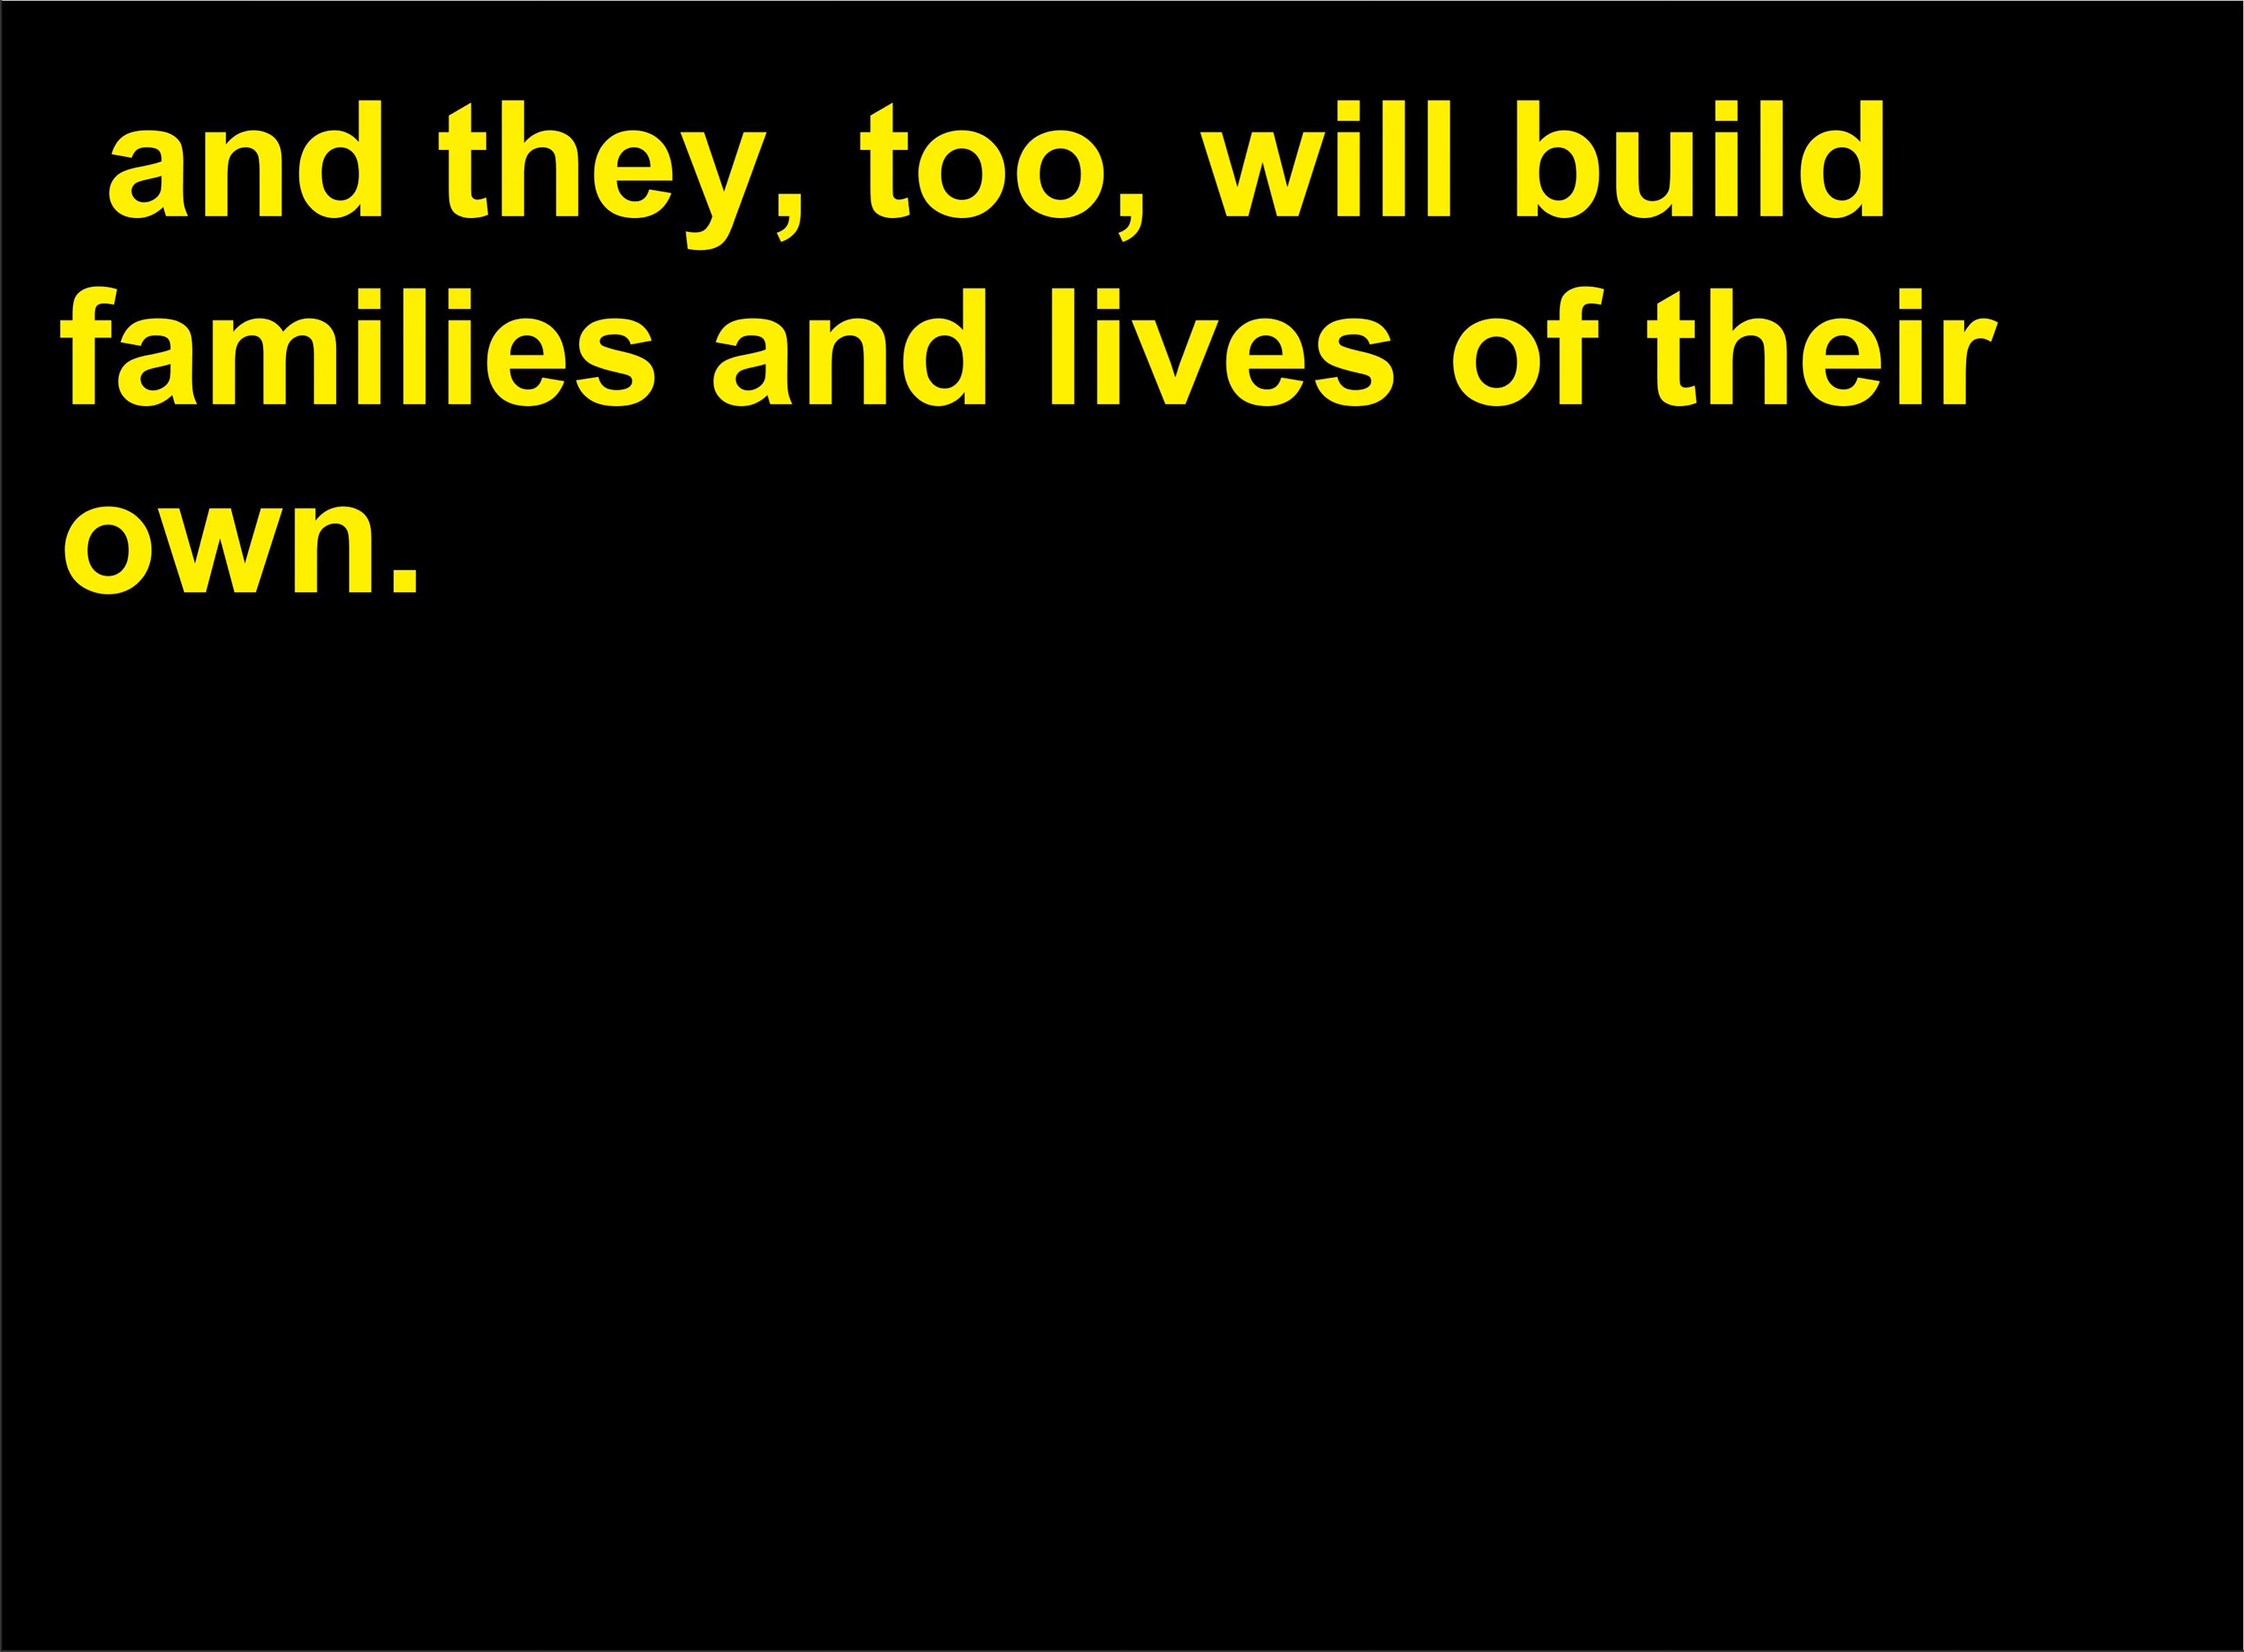 and they, too, will build
families and lives of their
own.